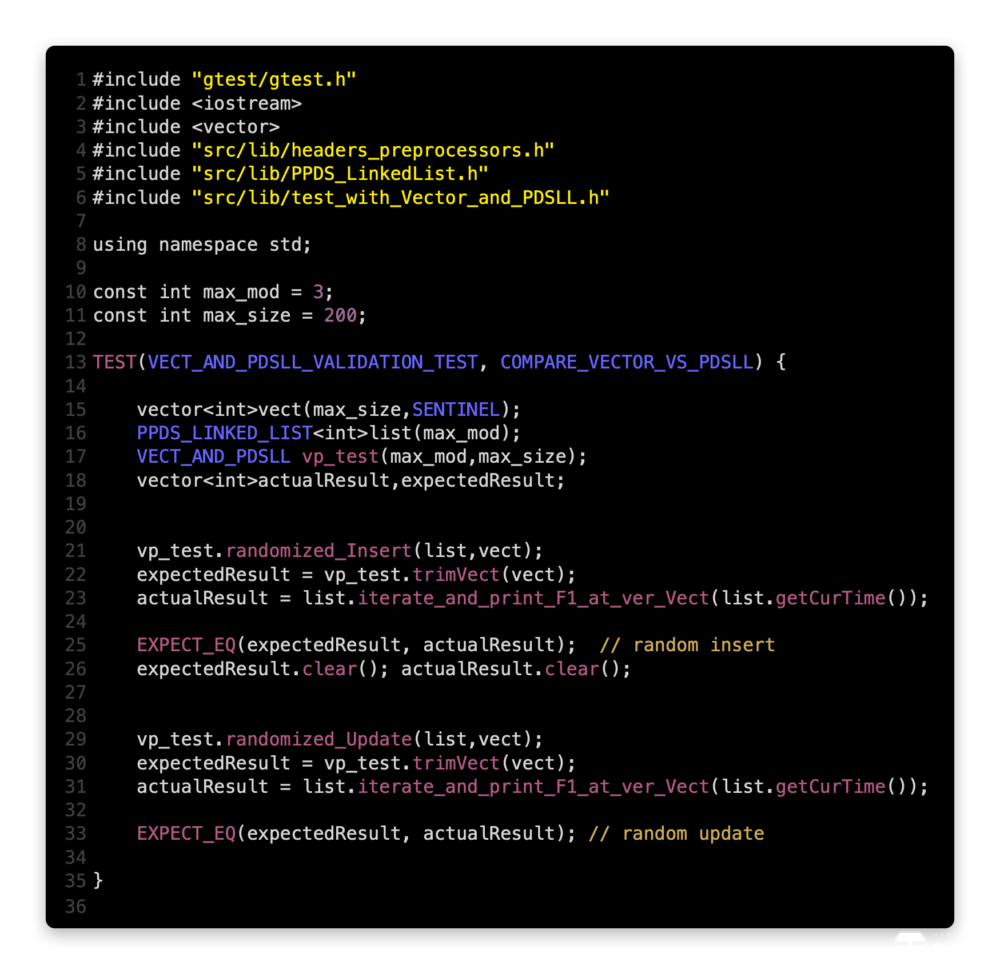 1 #include "gtest/gtest.h"
2 #include <iostream>
3 #include <vector>
4 #include "src/lib/headers_preprocessors.h"
5 #include "src/lib/PPDS_LinkedList.h"
6 #include "src/lib/test_with_Vector_and_PDSLL.h"
7
8 using namespace std;
9
10 const int max_mod = 3;
11 const int max_size = 200;
12
13 TEST(VECT_AND_PDSLL_VALIDATION_TEST, COMPARE_VECTOR_VS_PDSLL) {
14
15     vector<int>vect(max_size,SENTINEL);
16     PPDS_LINKED_LIST<int>list(max_mod);
17     VECT_AND_PDSLL vp_test(max_mod,max_size);
18     vector<int>actualResult,expectedResult;
19
20
21     vp_test.randomized_Insert(list,vect);
22     expectedResult = vp_test.trimVect(vect);
23     actualResult = list.iterate_and_print_F1_at_ver_Vect(list.getCurTime());
24
25     EXPECT_EQ(expectedResult, actualResult);  // random insert
26     expectedResult.clear(); actualResult.clear();
27
28
29     vp_test.randomized_Update(list,vect);
30     expectedResult = vp_test.trimVect(vect);
31     actualResult = list.iterate_and_print_F1_at_ver_Vect(list.getCurTime());
32
33     EXPECT_EQ(expectedResult, actualResult); // random update
34
35 }
36